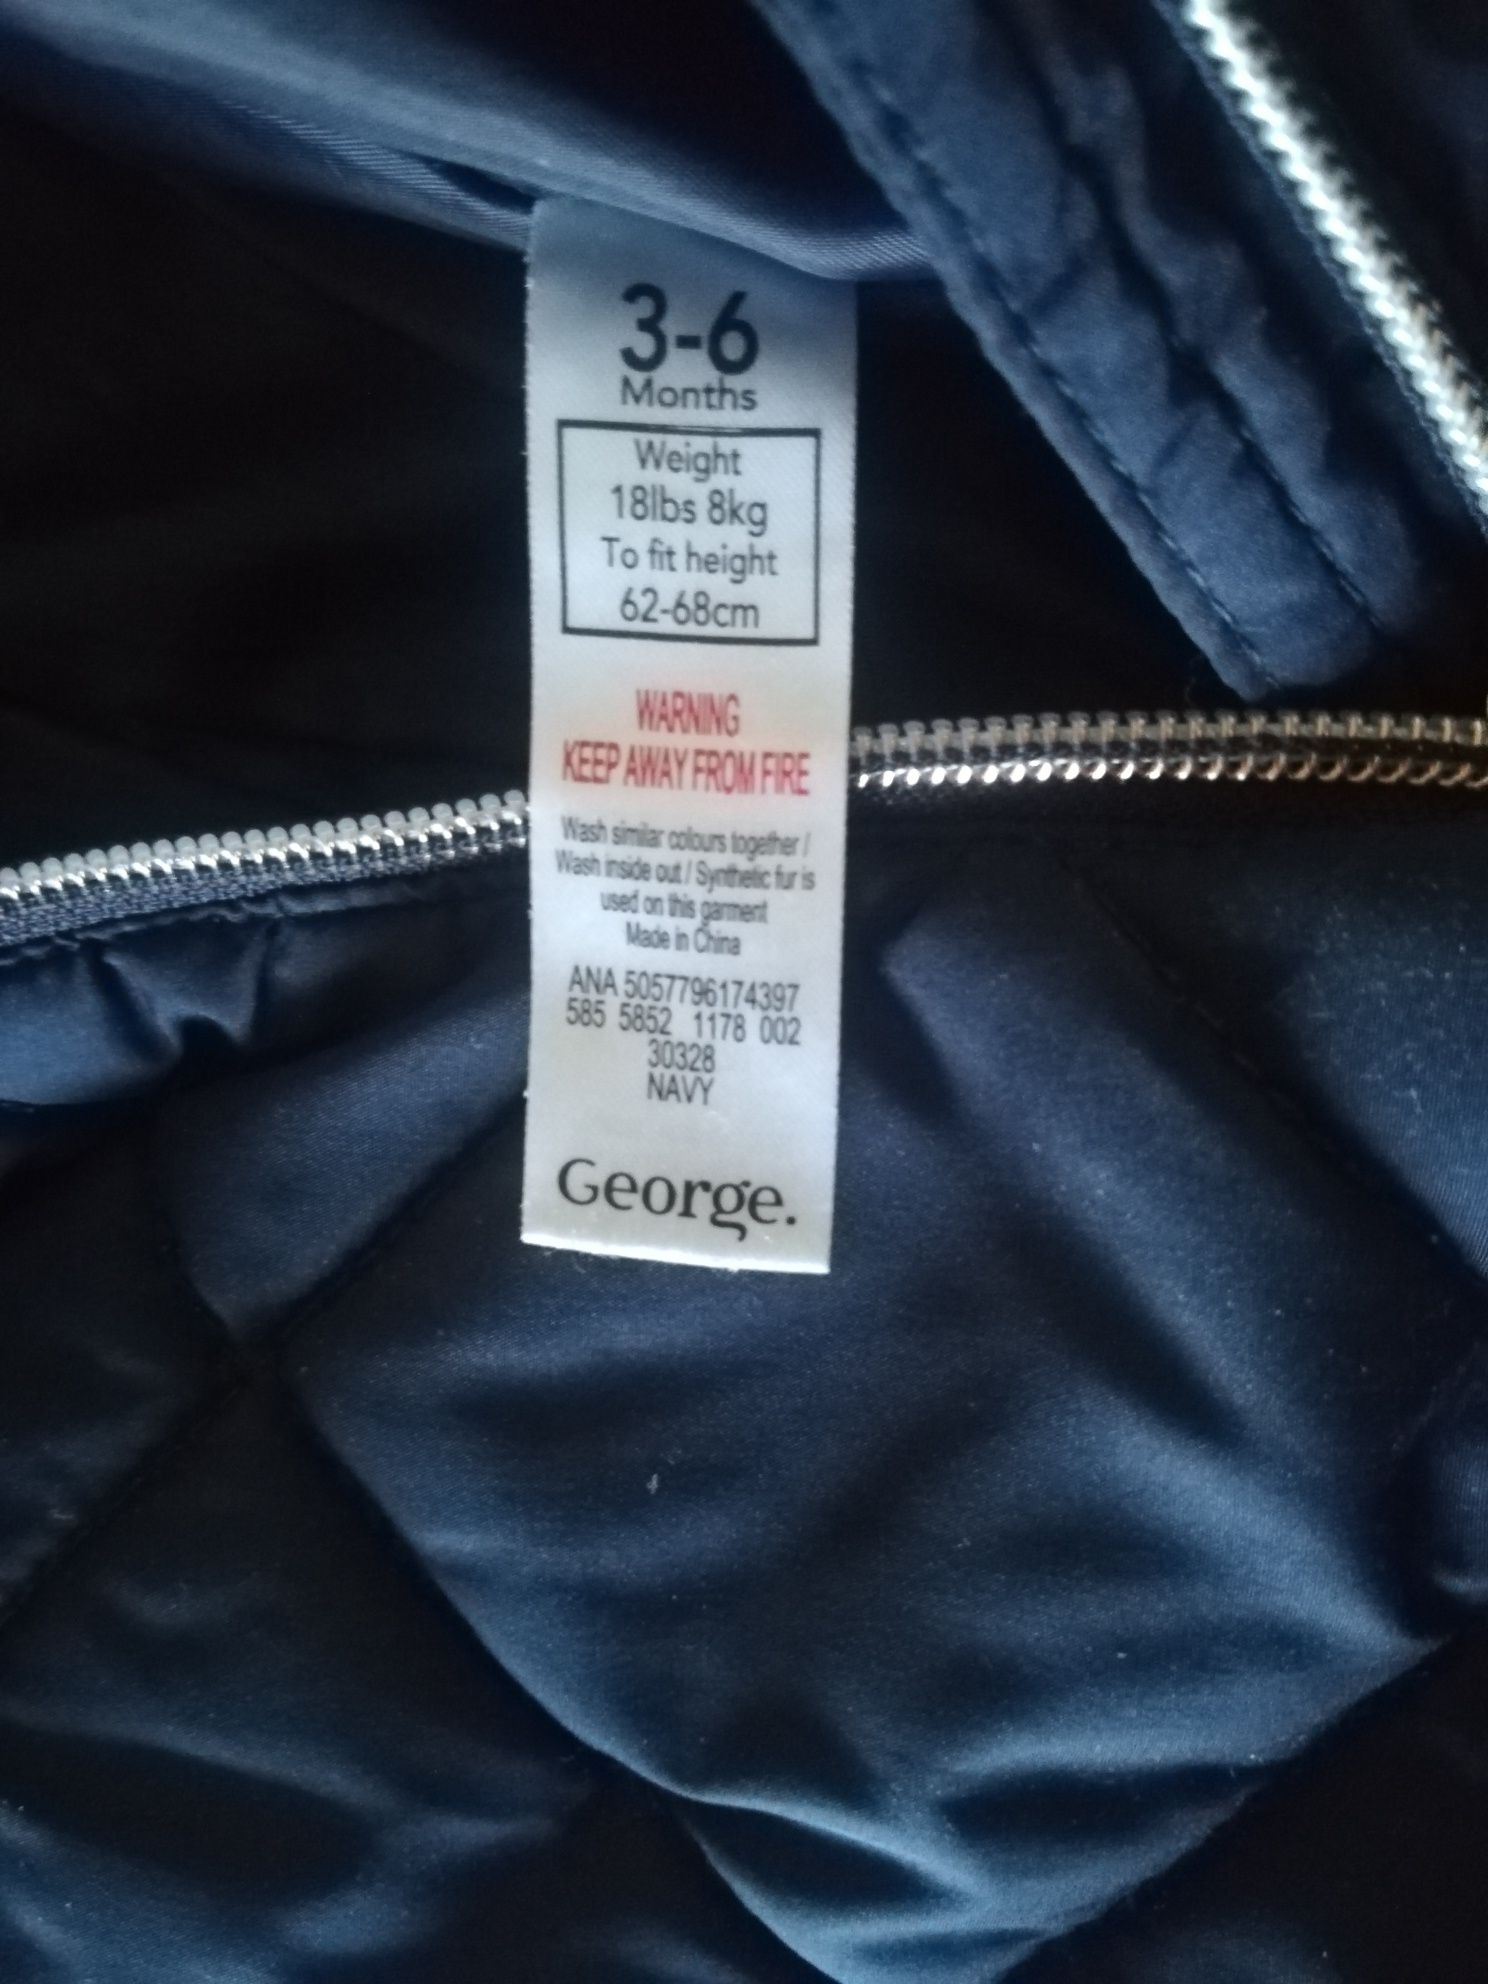 3-6
Months
Weight
18lbs 8kg
To fit height
62-68cm
WARNING
KEEP AWAY FROM FIRE
Wash similar colours together /
Wash inside out / Synthetic fur is
used on this garment
Made in China
ANA 5057796174397
585 5852 1178 002
30328
NAVY
George.